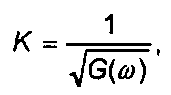 K = 1/√G(ω),